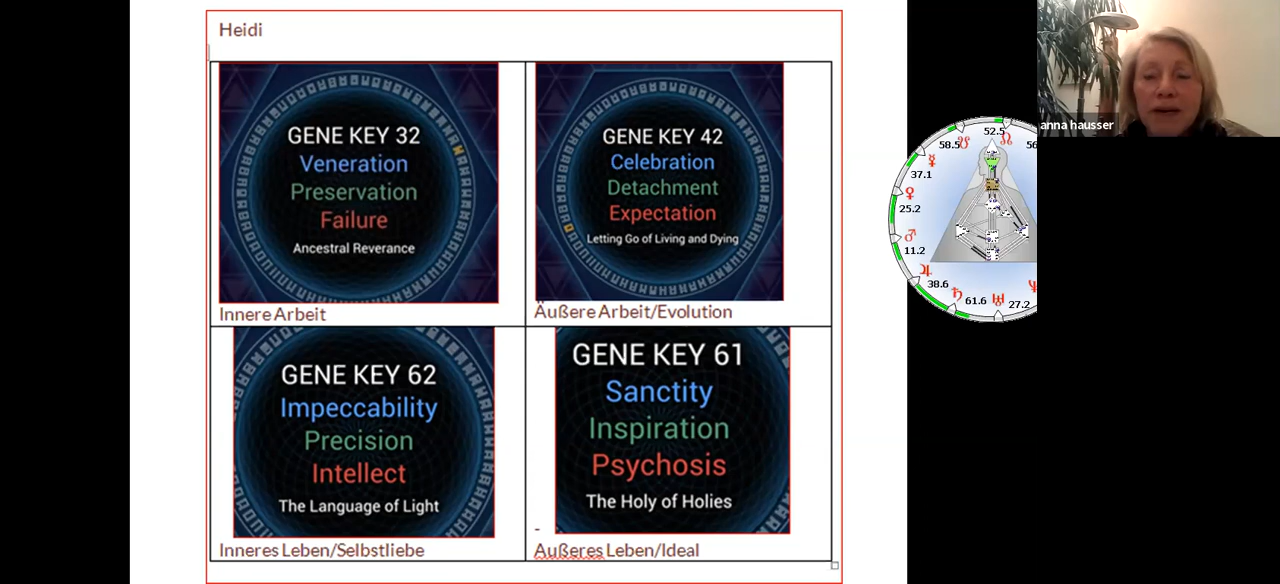 Heidi
GENE KEY 32
Veneration
Preservation
Failure
Ancestral Reverance
Innere Arbeit
GENE KEY 42
Celebration
Detachment
Expectation
Letting Go of Living and Dying
Äußere Arbeit/Evolution
GENE KEY 62
Impeccability
Precision
Intellect
The Language of Light
Inneres Leben/Selbstliebe
GENE KEY 61
Sanctity
Inspiration
Psychosis
The Holy of Holies
-
Äußeres Leben/Ideal
anna hausser
52.5
56
58.5
37.1
25.2
11.2
38.6
61.6
27.2